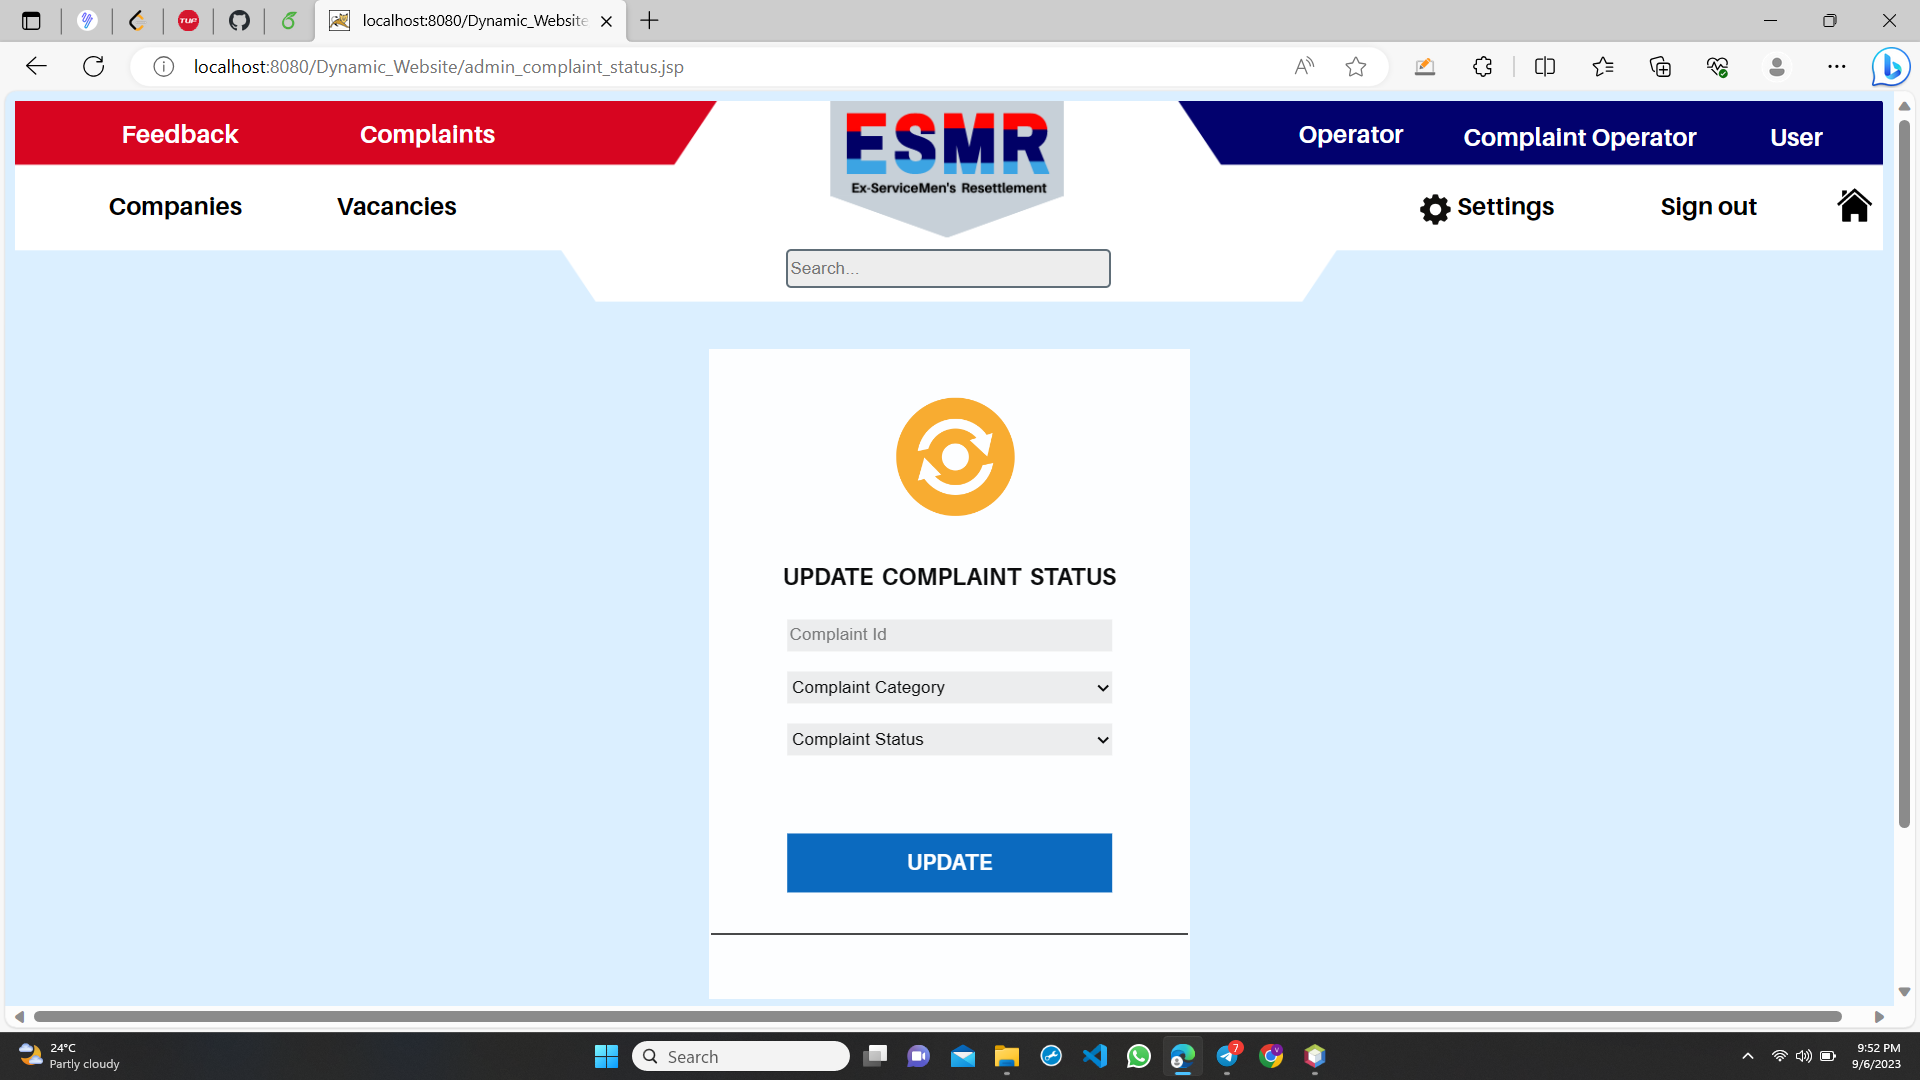 TUF
localhost:8080/Dynamic_Website
localhost:8080/Dynamic_Website/admin_complaint_status.jsp
Feedback
Complaints
Operator
Complaint Operator
User
ESMR
Ex-ServiceMen's Resettlement
Companies
Vacancies
Settings
Sign out
Search...
UPDATE COMPLAINT STATUS
Complaint Id
Complaint Category
Complaint Status
UPDATE
24°C
Partly cloudy
Search
7
V
9:52 PM
9/6/2023